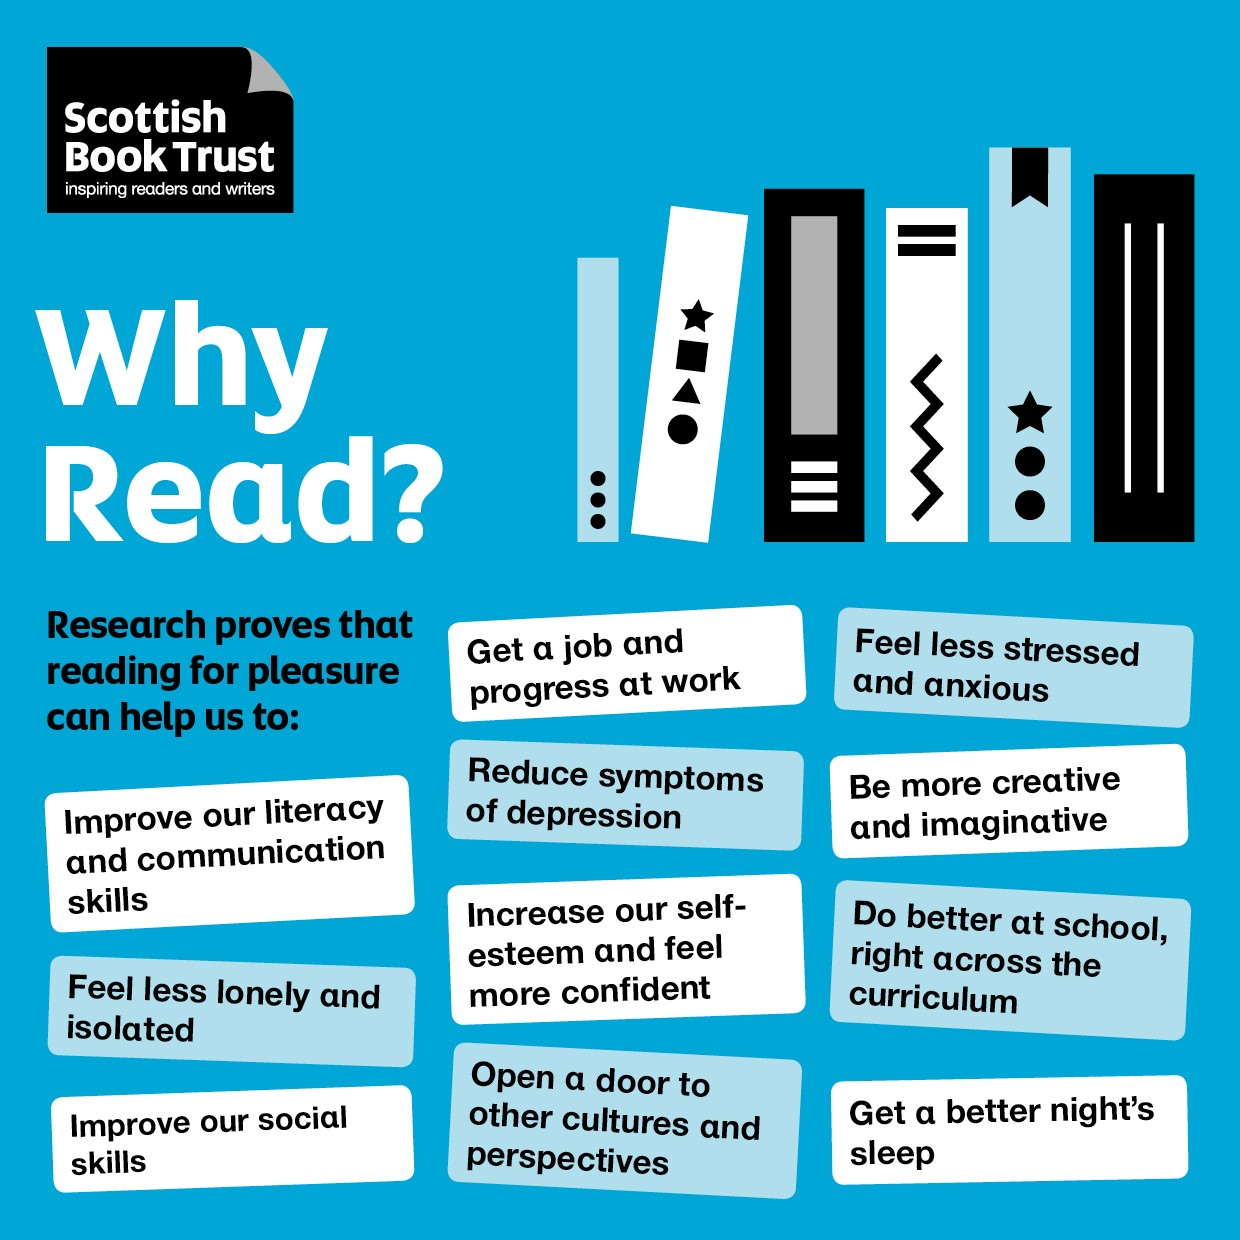 Scottish
Book Trust
inspiring readers and writers
Why
Read?
Research proves that
reading for pleasure
can help us to:
Improve our literacy
and communication
skills
Feel less lonely and
isolated
Improve our social
skills
Get a job and
progress at work
Reduce symptoms
of depression
Increase our self-
esteem and feel
more confident
Open a door to
other cultures and
perspectives
Feel less stressed
and anxious
Be more creative
and imaginative
Do better at school,
right across the
curriculum
Get a better night’s
sleep